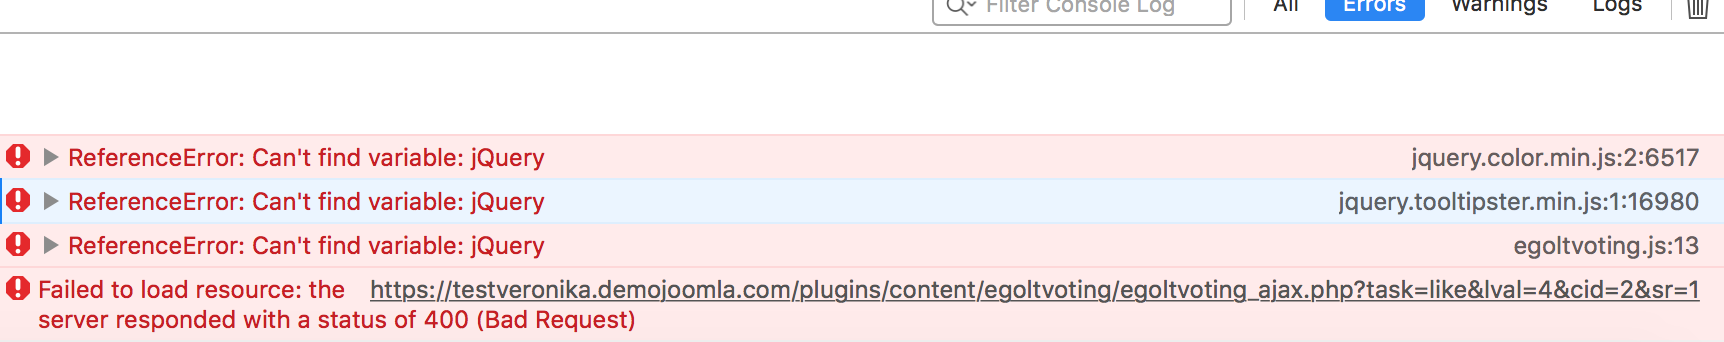 Filter Console Log All Errors Warnings Logs
ReferenceError: Can't find variable: jQuery jquery.color.min.js:2:6517
ReferenceError: Can't find variable: jQuery jquery.tooltipster.min.js:1:16980
ReferenceError: Can't find variable: jQuery egoltvoting.js:13
Failed to load resource: the https://testveronika.demojoomla.com/plugins/content/egoltvoting/egoltvoting_ajax.php?task=like&lval=4&cid=2&sr=1
server responded with a status of 400 (Bad Request)